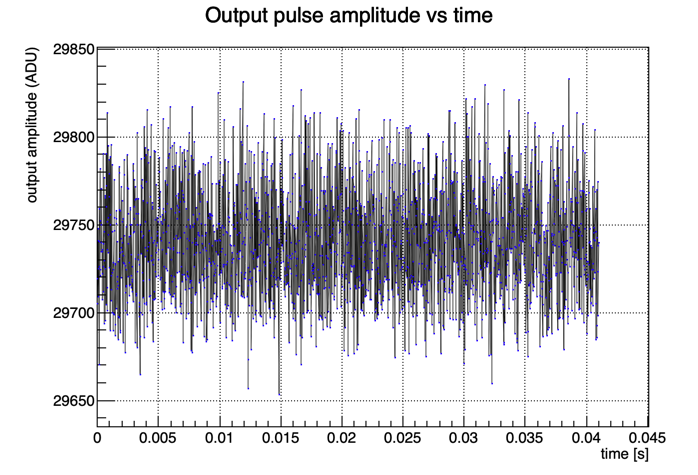 Output pulse amplitude vs time
output amplitude (ADU)
29850
29800
29750
29700
29650
0 0.005 0.01 0.015 0.02 0.025 0.03 0.035 0.04 0.045
time [s]